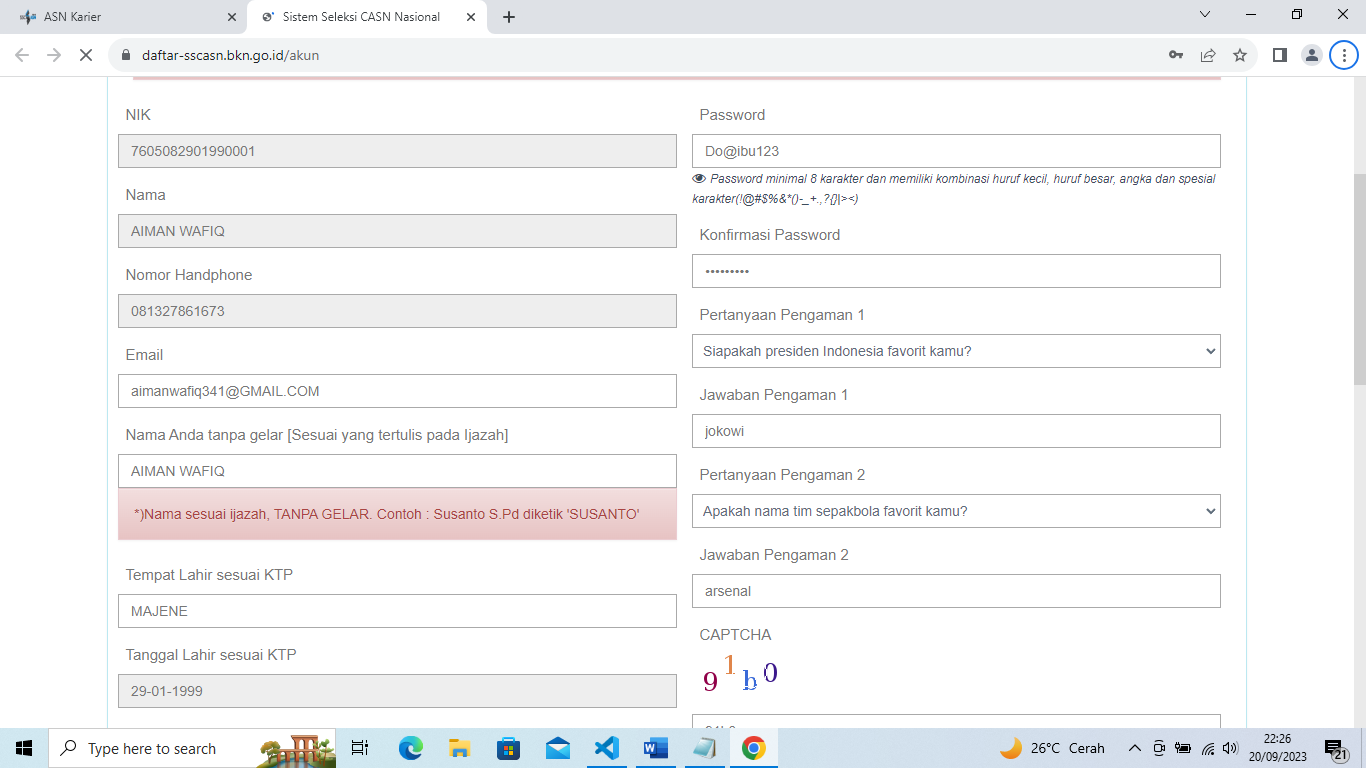 ASN Karier
Sistem Seleksi CASN Nasional
daftar-sscasn.bkn.go.id/akun
NIK
7605082901990001
Nama
AIMAN WAFIQ
Nomor Handphone
081327861673
Email
aimanwafiq341@GMAIL.COM
Nama Anda tanpa gelar [Sesuai yang tertulis pada Ijazah]
AIMAN WAFIQ
*)Nama sesuai ijazah, TANPA GELAR. Contoh : Susanto S.Pd diketik 'SUSANTO'
Tempat Lahir sesuai KTP
MAJENE
Tanggal Lahir sesuai KTP
29-01-1999
Password
Do@ibu123
Password minimal 8 karakter dan memiliki kombinasi huruf kecil, huruf besar, angka dan spesial
karakter(!@#$%&*()-_+.,?{}|><)
Konfirmasi Password
•••••••••
Pertanyaan Pengaman 1
Siapakah presiden Indonesia favorit kamu?
Jawaban Pengaman 1
jokowi
Pertanyaan Pengaman 2
Apakah nama tim sepakbola favorit kamu?
Jawaban Pengaman 2
arsenal
CAPTCHA
91b0
Type here to search
26°C Cerah
22:26
20/09/2023
21